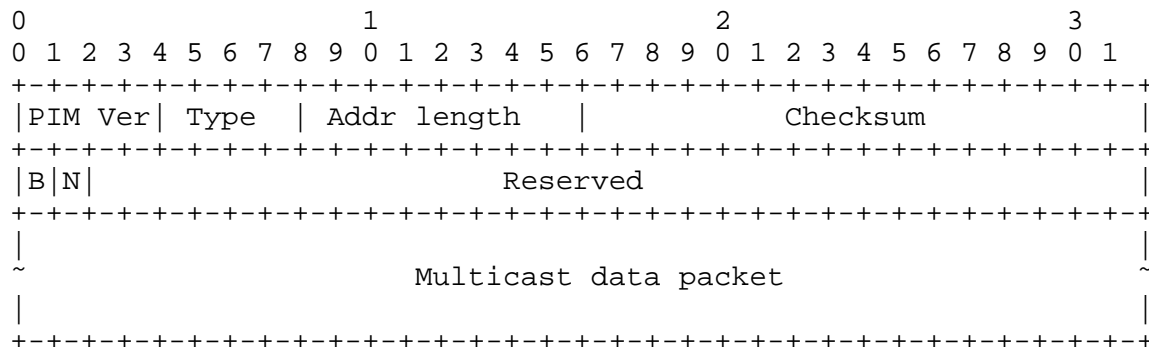 0                   1                   2                   3
0 1 2 3 4 5 6 7 8 9 0 1 2 3 4 5 6 7 8 9 0 1 2 3 4 5 6 7 8 9 0 1
+-+-+-+-+-+-+-+-+-+-+-+-+-+-+-+-+-+-+-+-+-+-+-+-+-+-+-+-+-+-+-+-+
|PIM Ver| Type  | Addr length   |           Checksum            |
+-+-+-+-+-+-+-+-+-+-+-+-+-+-+-+-+-+-+-+-+-+-+-+-+-+-+-+-+-+-+-+-+
|B|N|                       Reserved                            |
+-+-+-+-+-+-+-+-+-+-+-+-+-+-+-+-+-+-+-+-+-+-+-+-+-+-+-+-+-+-+-+-+
|                                                               |
~                      Multicast data packet                    ~
|                                                               |
+-+-+-+-+-+-+-+-+-+-+-+-+-+-+-+-+-+-+-+-+-+-+-+-+-+-+-+-+-+-+-+-+